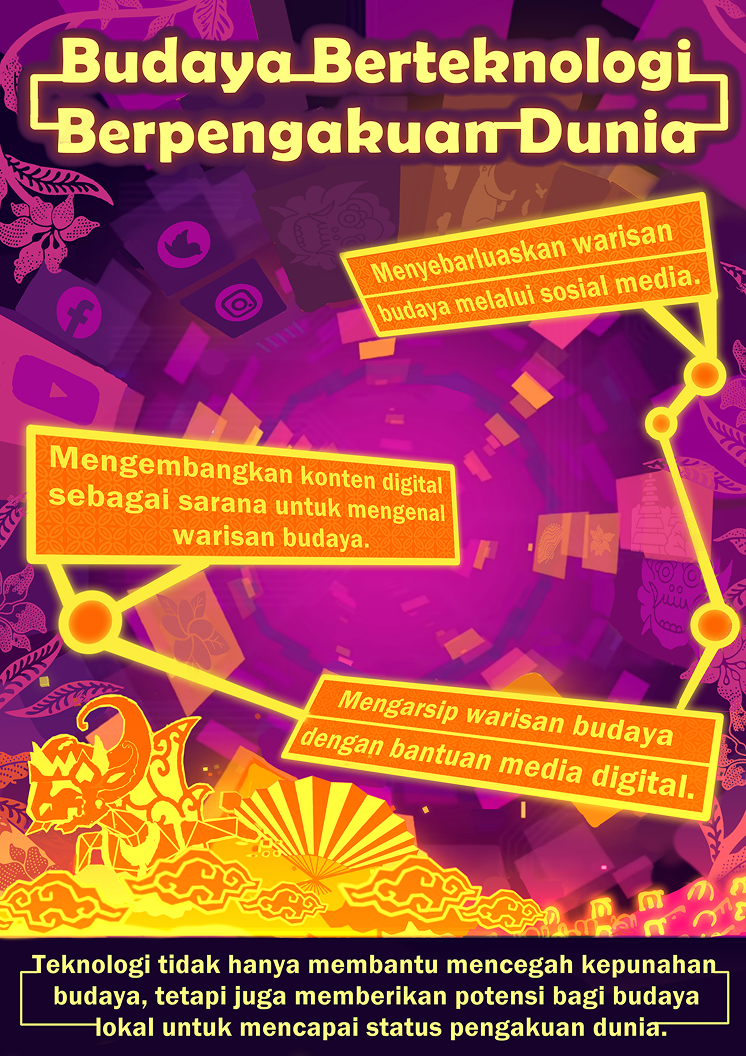 Budaya Berteknologi
Berpengakuan Dunia
Menyebarluaskan warisan
budaya melalui sosial media.
Mengembangkan konten digital
sebagai sarana untuk mengenal
warisan budaya.
Mengarsip warisan budaya
dengan bantuan media digital.
Teknologi tidak hanya membantu mencegah kepunahan
budaya, tetapi juga memberikan potensi bagi budaya
lokal untuk mencapai status pengakuan dunia.